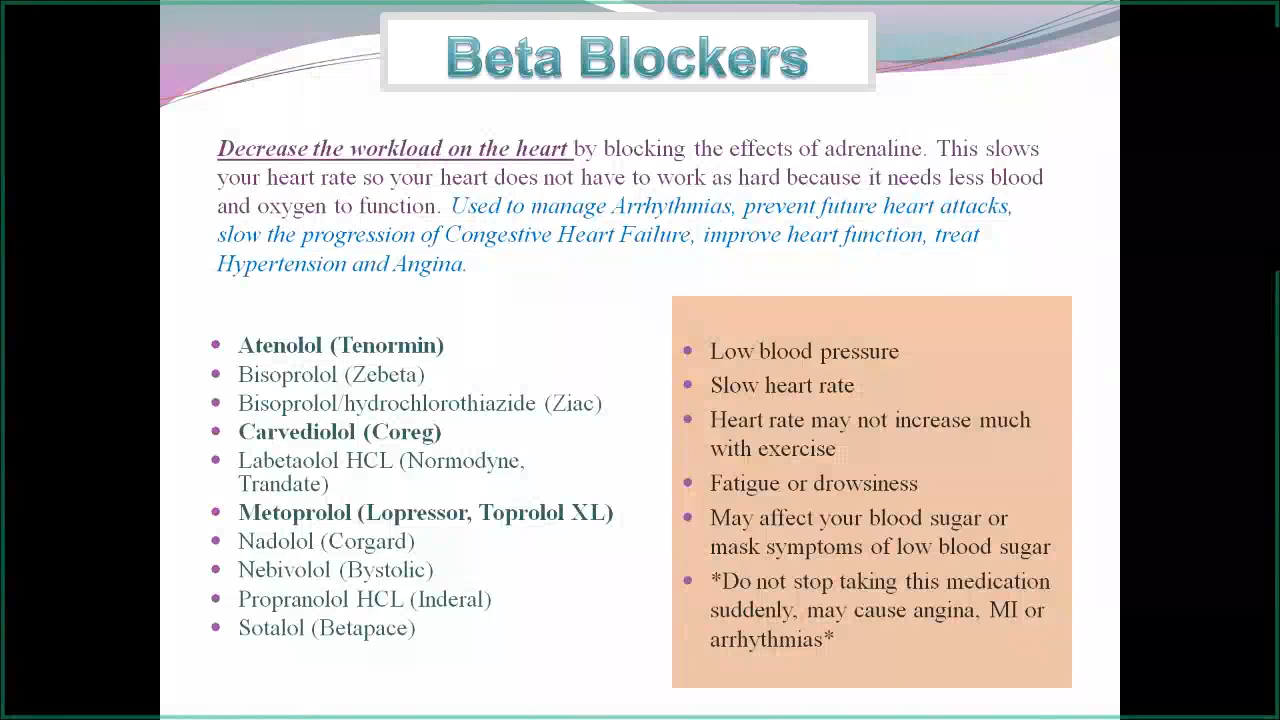 Beta Blockers
Decrease the workload on the heart by blocking the effects of adrenaline. This slows
your heart rate so your heart does not have to work as hard because it needs less blood
and oxygen to function. Used to manage Arrhythmias, prevent future heart attacks,
slow the progression of Congestive Heart Failure, improve heart function, treat
Hypertension and Angina.
• Atenolol (Tenormin)
• Bisoprolol (Zebeta)
• Bisoprolol/hydrochlorothiazide (Ziac)
• Carvediolol (Coreg)
• Labetaolol HCL (Normodyne,
Trandate)
• Metoprolol (Lopressor, Toprolol XL)
• Nadolol (Corgard)
• Nebivolol (Bystolic)
• Propranolol HCL (Inderal)
• Sotalol (Betapace)
• Low blood pressure
• Slow heart rate
• Heart rate may not increase much
with exercise
• Fatigue or drowsiness
• May affect your blood sugar or
mask symptoms of low blood sugar
• *Do not stop taking this medication
suddenly, may cause angina, MI or
arrhythmias*